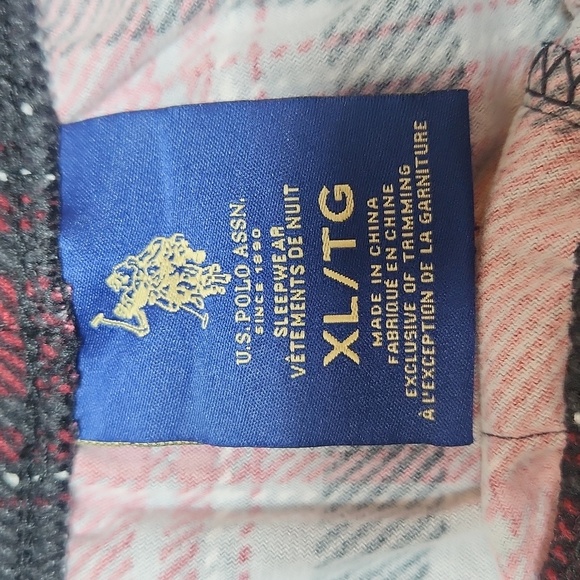 U.S. POLO ASSN.
SINCE 1890
SLEEPWEAR
VÊTEMENTS DE NUIT
XL/TG
MADE IN CHINA
FABRIQUÉ EN CHINE
EXCLUSIVE OF TRIMMING
À L'EXCEPTION DE LA GARNITURE